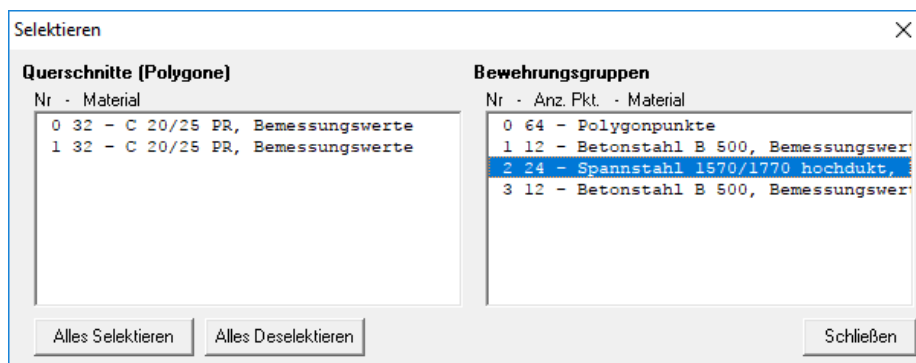 Selektieren
Querschnitte (Polygone)
Nr - Material
0 32 - C 20/25 PR, Bemessungswerte
1 32 - C 20/25 PR, Bemessungswerte
Bewehrungsgruppen
Nr - Anz. Pkt. - Material
0 64 - Polygonpunkte
1 12 - Betonstahl B 500, Bemessungswer
2 24 - Spannstahl 1570/1770 hochdukt,
3 12 - Betonstahl B 500, Bemessungswer
Alles Selektieren
Alles Deselektieren
Schließen